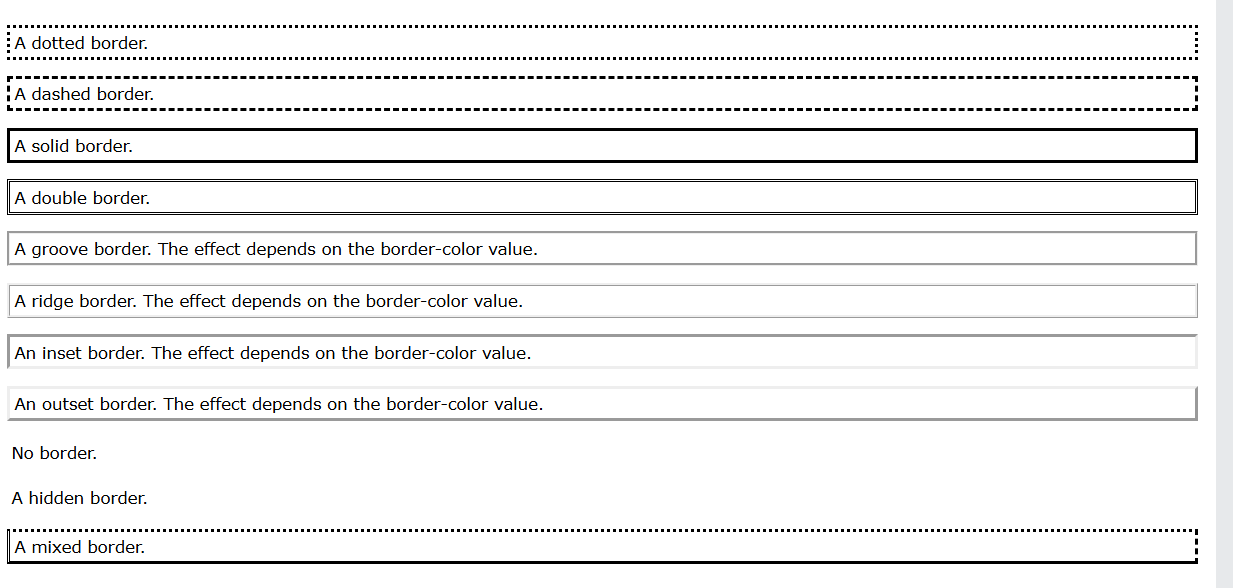 A dotted border.
A dashed border.
A solid border.
A double border.
A groove border. The effect depends on the border-color value.
A ridge border. The effect depends on the border-color value.
An inset border. The effect depends on the border-color value.
An outset border. The effect depends on the border-color value.
No border.
A hidden border.
A mixed border.